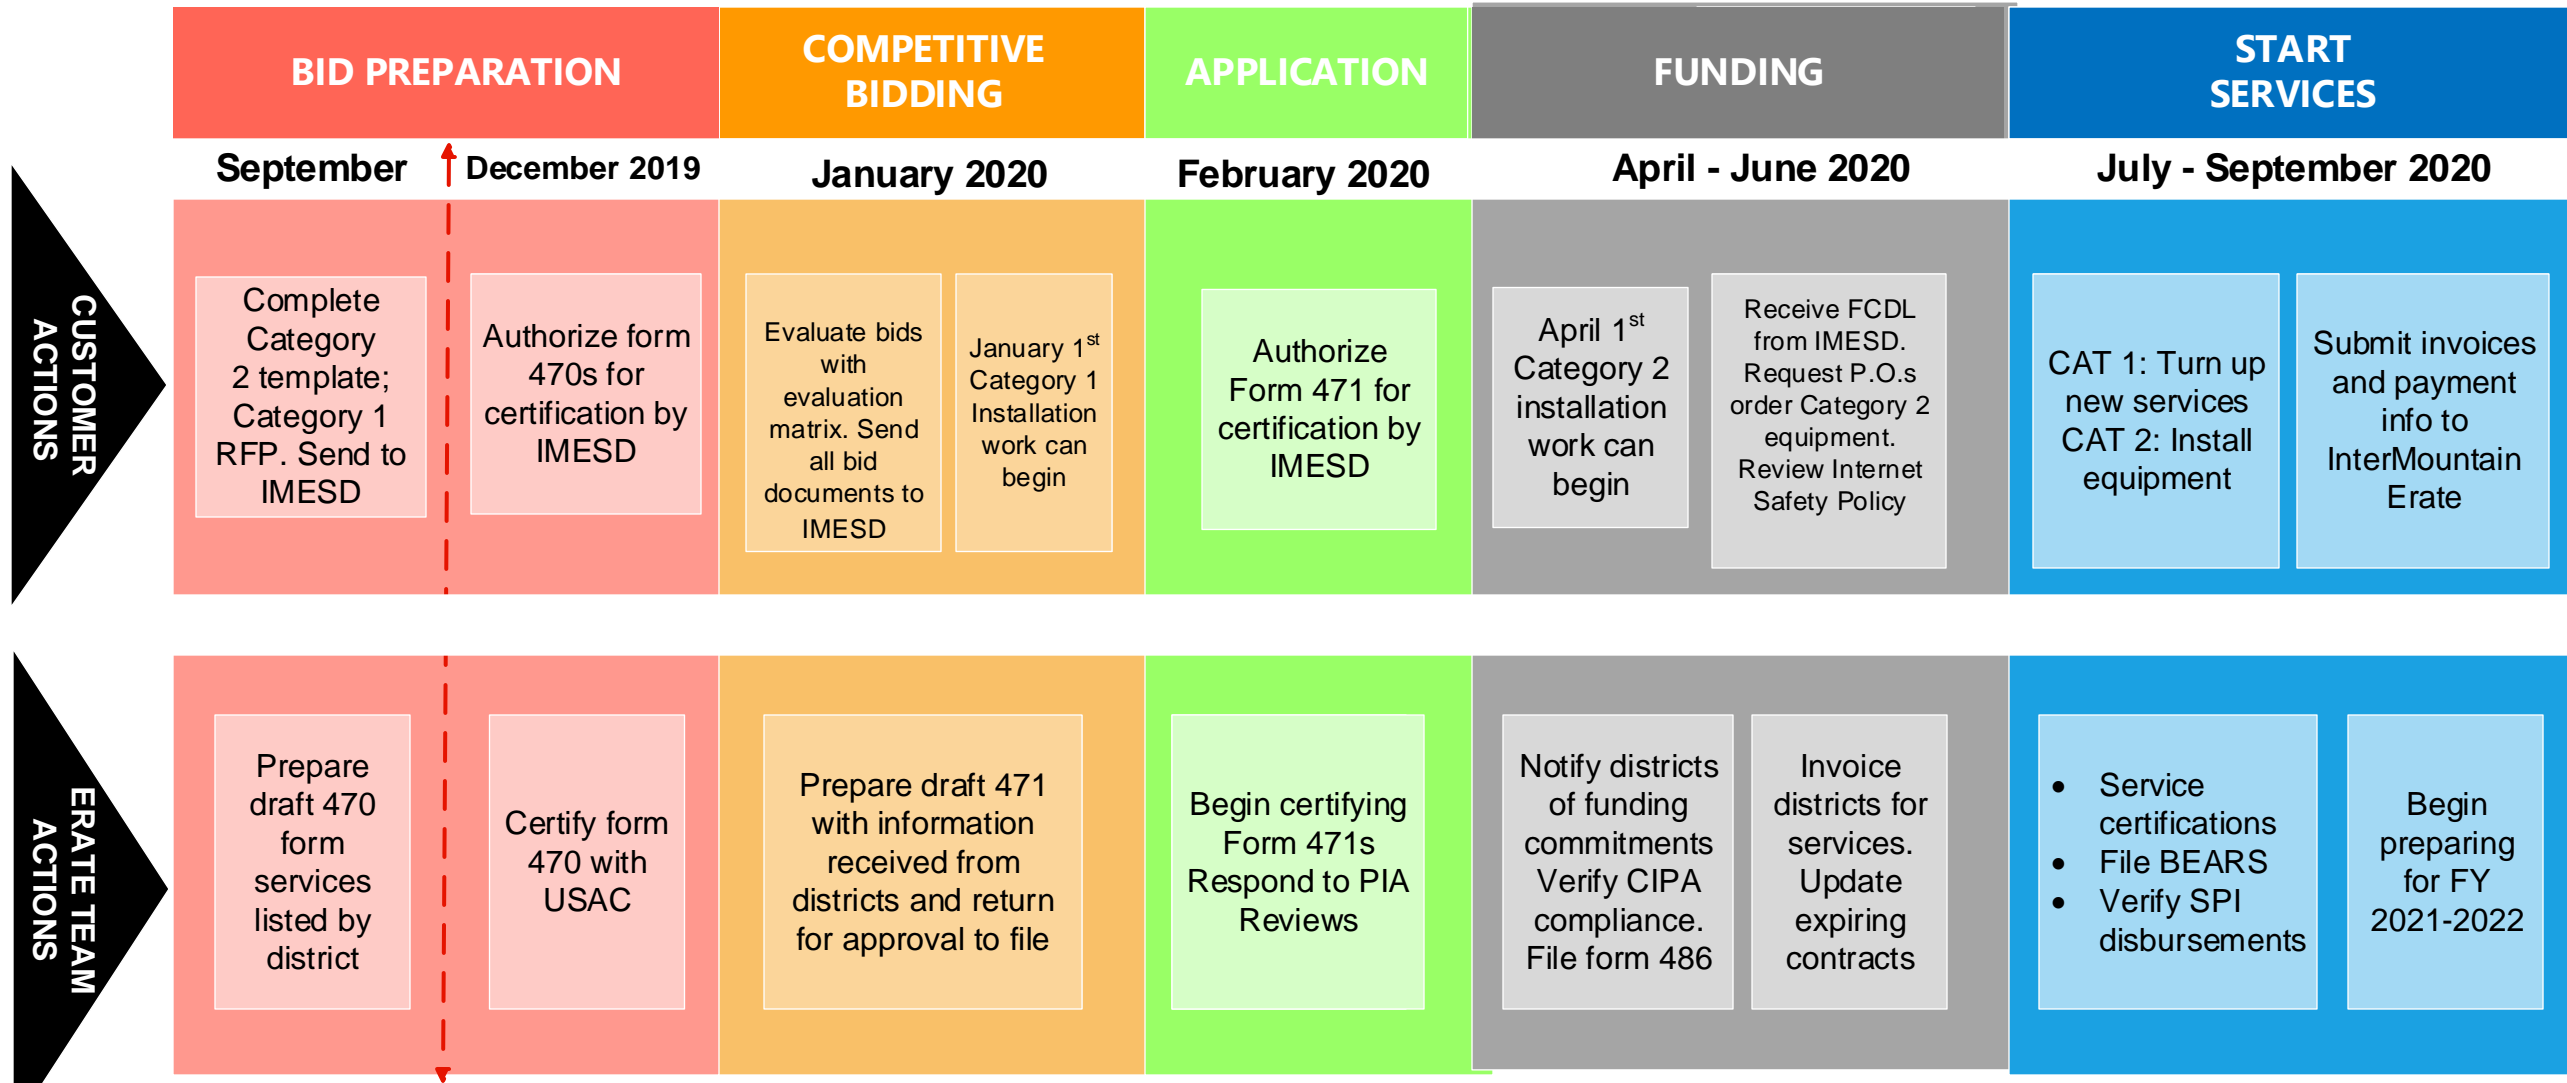 BID PREPARATION
COMPETITIVE
BIDDING
APPLICATION
FUNDING
START
SERVICES
September
December 2019
January 2020
February 2020
April - June 2020
July - September 2020
CUSTOMER
ACTIONS
Complete
Category
2 template;
Category 1
RFP. Send to
IMESD
Authorize form
470s for
certification by
IMESD
Evaluate bids
with
evaluation
matrix. Send
all bid
documents to
IMESD
January 1st
Category 1
Installation
work can
begin
Authorize
Form 471 for
certification by
IMESD
April 1st
Category 2
installation
work can
begin
Receive FCDL
from IMESD.
Request P.O.s
order Category 2
equipment.
Review Internet
Safety Policy
CAT 1: Turn up
new services
CAT 2: Install
equipment
Submit invoices
and payment
info to
InterMountain
Erate
ERATE TEAM
ACTIONS
Prepare
draft 470
form
services
listed by
district
Certify form
470 with
USAC
Prepare draft 471
with information
received from
districts and return
for approval to file
Begin certifying
Form 471s
Respond to PIA
Reviews
Notify districts
of funding
commitments
Verify CIPA
compliance.
File form 486
Invoice
districts for
services.
Update
expiring
contracts
• Service
certifications
• File BEARS
• Verify SPI
disbursements
Begin
preparing
for FY
2021-2022